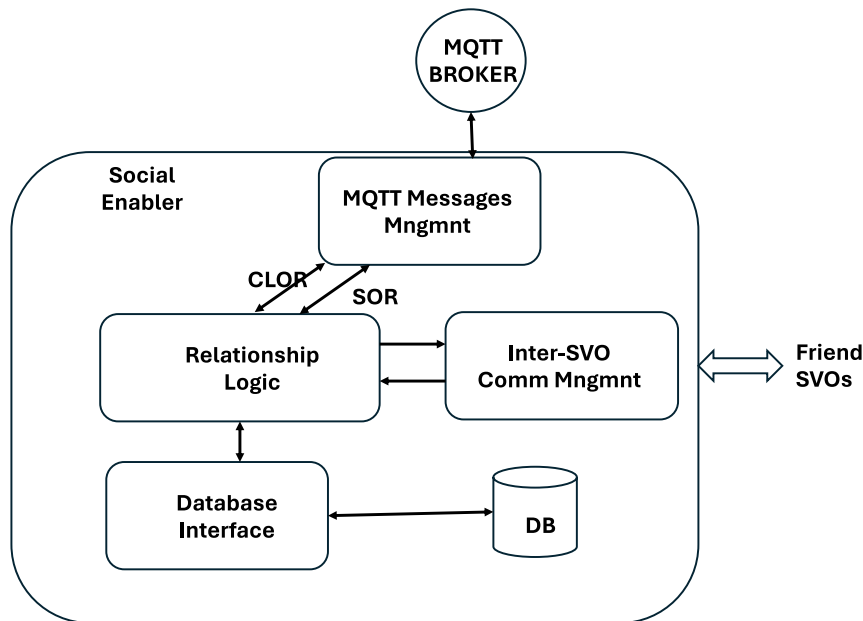 MQTT
BROKER
Social
Enabler
MQTT Messages
Mngmnt
CLOR
SOR
Relationship
Logic
Inter-SVO
Comm Mngmnt
Friend
SVOs
Database
Interface
DB